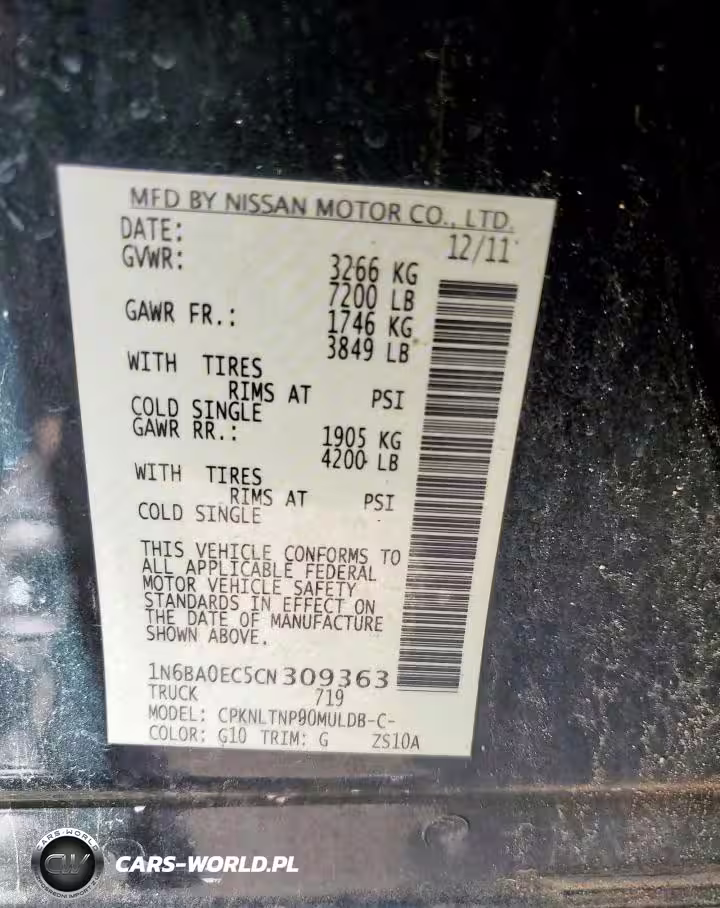 MFD BY NISSAN MOTOR CO., LTD.
DATE: 12/11
GVWR: 3266 KG
7200 LB
GAWR FR.: 1746 KG
3849 LB
WITH TIRES
RIMS AT PSI
COLD SINGLE
GAWR RR.: 1905 KG
4200 LB
WITH TIRES
RIMS AT PSI
COLD SINGLE
THIS VEHICLE CONFORMS TO
ALL APPLICABLE FEDERAL
MOTOR VEHICLE SAFETY
STANDARDS IN EFFECT ON
THE DATE OF MANUFACTURE
SHOWN ABOVE.
1N6BA0EC5CN309363
TRUCK 719
MODEL: CPKNLTNP90MULDB-C-
COLOR: G10 TRIM: G ZS10A
CARS-WORLD
CW
CARS-WORLD.PL